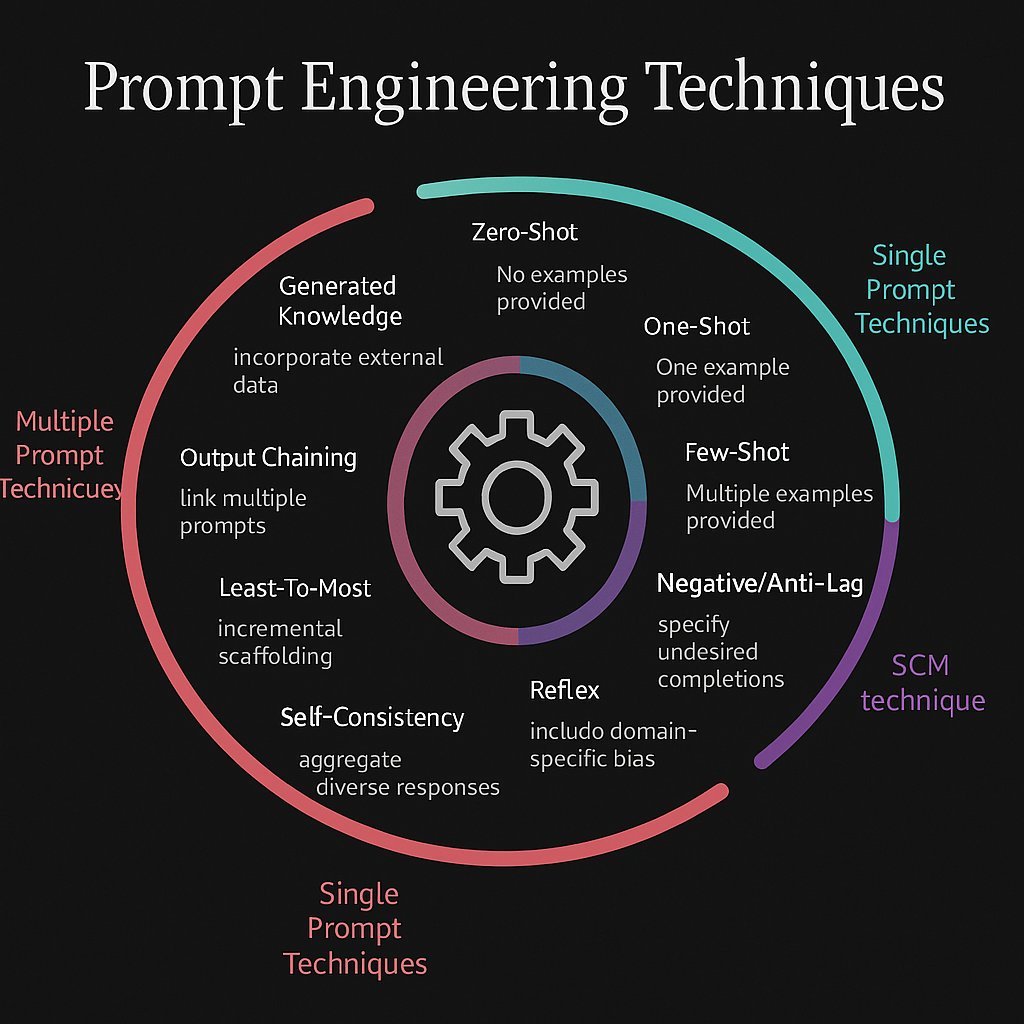 Prompt Engineering Techniques
Zero-Shot
No examples
provided
One-Shot
One example
provided
Few-Shot
Multiple examples
provided
Negative/Anti-Lag
specify
undesired
completions
Reflex
includo domain-
specific bias
Self-Consistency
aggregate
diverse responses
Least-To-Most
incremental
scaffolding
Output Chaining
link multiple
prompts
Generated
Knowledge
incorporate external
data
Single
Prompt
Techniques
SCM
technique
Single
Prompt
Techniques
Multiple
Prompt
Technicuey